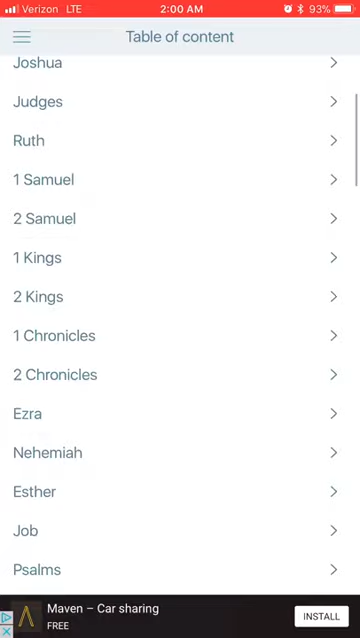 Verizon LTE 2:00 AM 93%
Table of content
Joshua
Judges
Ruth
1 Samuel
2 Samuel
1 Kings
2 Kings
1 Chronicles
2 Chronicles
Ezra
Nehemiah
Esther
Job
Psalms
Maven – Car sharing
FREE
INSTALL